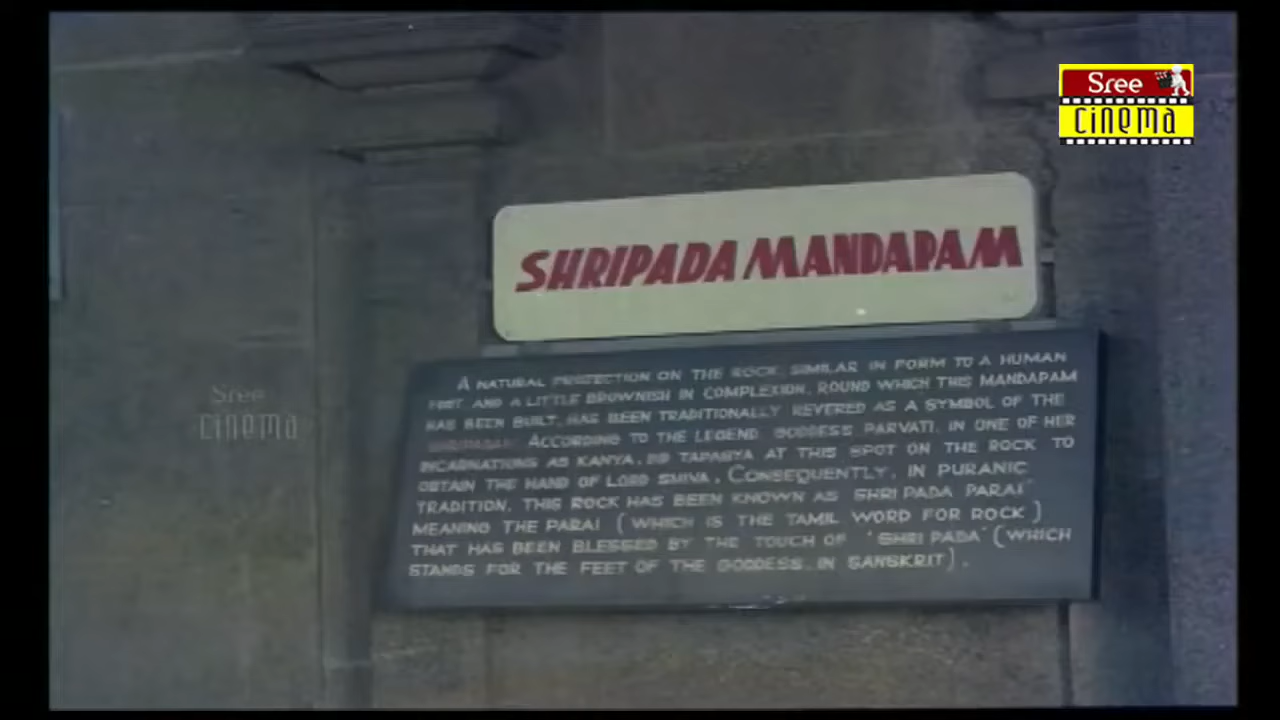 Sree
cinema
SHRIPADA MANDAPAM
A NATURAL PROJECTION ON THE ROCK, SIMILAR IN FORM TO A HUMAN
FOOT AND A LITTLE BROWNISH IN COMPLEXION, ROUND WHICH THIS MANDAPAM
HAS BEEN BUILT, HAS BEEN TRADITIONALLY REVERED AS A SYMBOL OF THE
ACCORDING TO THE LEGEND GODDESS PARVATI, IN ONE OF HER
INCARNATIONS AS KANYA, DID TAPASYA AT THIS SPOT ON THE ROCK TO
OBTAIN THE HAND OF LORD SHIVA. CONSEQUENTLY, IN PURANIC
TRADITION, THIS ROCK HAS BEEN KNOWN AS SHRI PADA PARAI
MEANING THE PARAI (WHICH IS THE TAMIL WORD FOR ROCK)
THAT HAS BEEN BLESSED BY THE TOUCH OF 'SHRI PADA' (WHICH
STANDS FOR THE FEET OF THE GODDESS, IN SANSKRIT).
Sree
cinema